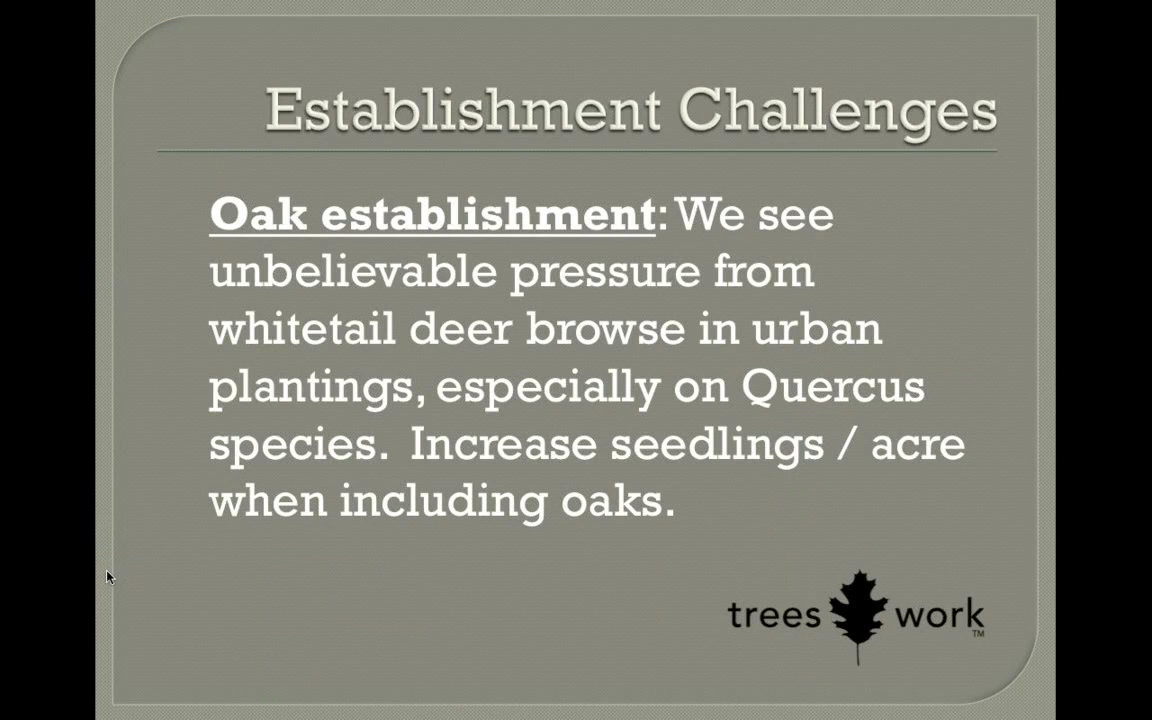 Establishment Challenges
Oak establishment: We see
unbelievable pressure from
whitetail deer browse in urban
plantings, especially on Quercus
species.  Increase seedlings / acre
when including oaks.
trees work TM